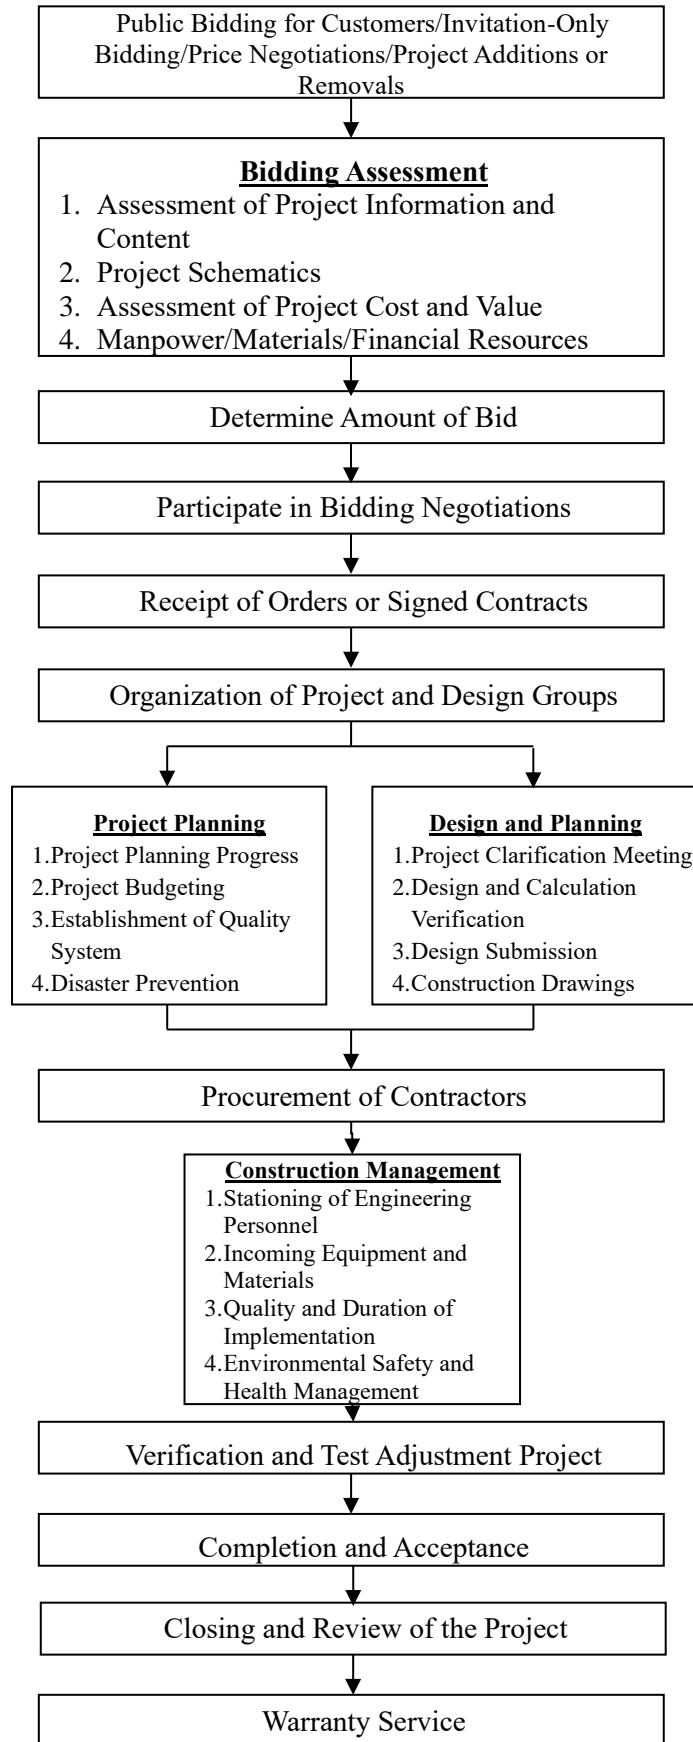 Public Bidding for Customers/Invitation-Only
Bidding/Price Negotiations/Project Additions or
Removals
Bidding Assessment
1. Assessment of Project Information and
Content
2. Project Schematics
3. Assessment of Project Cost and Value
4. Manpower/Materials/Financial Resources
Determine Amount of Bid
Participate in Bidding Negotiations
Receipt of Orders or Signed Contracts
Organization of Project and Design Groups
Project Planning
1.Project Planning Progress
2.Project Budgeting
3.Establishment of Quality
System
4.Disaster Prevention
Design and Planning
1.Project Clarification Meeting
2.Design and Calculation
Verification
3.Design Submission
4.Construction Drawings
Procurement of Contractors
Construction Management
1.Stationing of Engineering
Personnel
2.Incoming Equipment and
Materials
3.Quality and Duration of
Implementation
4.Environmental Safety and
Health Management
Verification and Test Adjustment Project
Completion and Acceptance
Closing and Review of the Project
Warranty Service